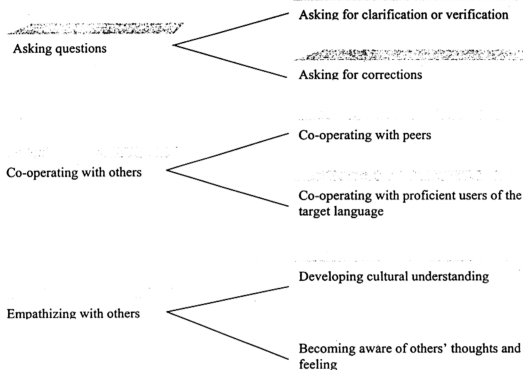 Asking for clarification or verification
Asking questions
Asking for corrections
Co-operating with peers
Co-operating with others
Co-operating with proficient users of the
target language
Developing cultural understanding
Empathizing with others
Becoming aware of others' thoughts and
feeling